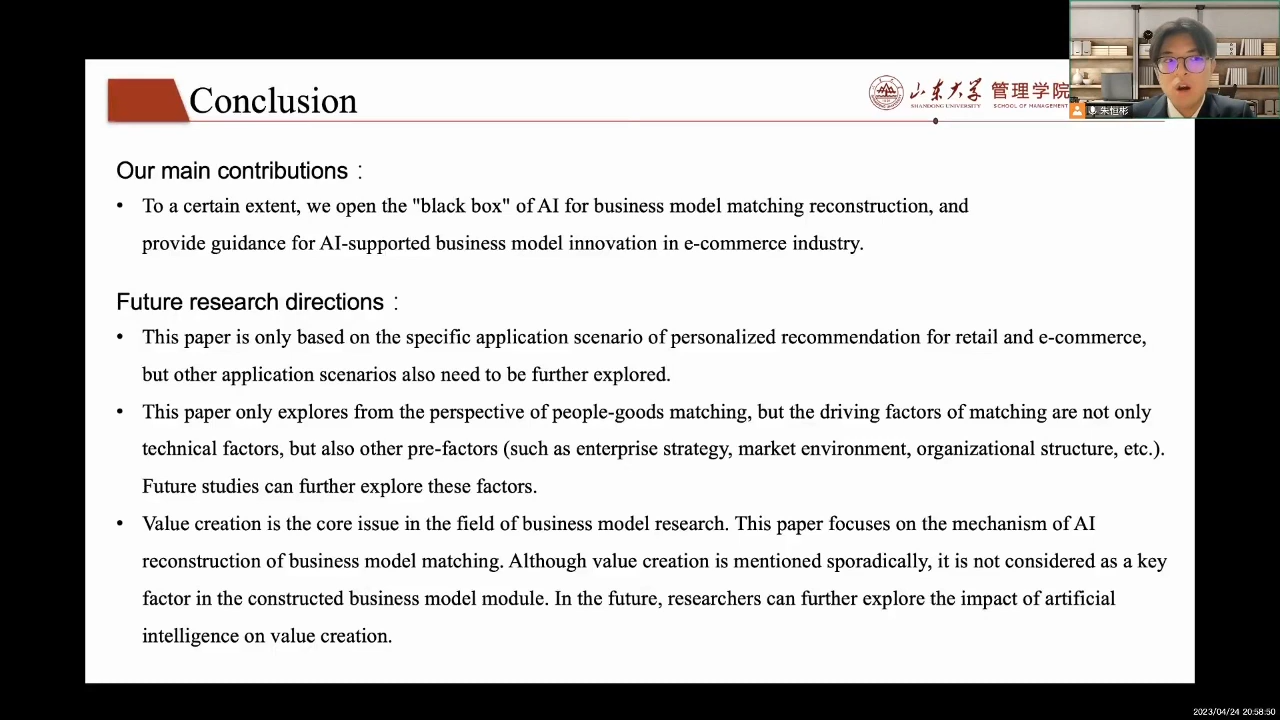 Conclusion
山东大学 管理学院
SHANDONG UNIVERSITY SCHOOL OF MANAGEMENT
朱恒彬
Our main contributions：
• To a certain extent, we open the "black box" of AI for business model matching reconstruction, and
provide guidance for AI-supported business model innovation in e-commerce industry.
Future research directions：
• This paper is only based on the specific application scenario of personalized recommendation for retail and e-commerce,
but other application scenarios also need to be further explored.
• This paper only explores from the perspective of people-goods matching, but the driving factors of matching are not only
technical factors, but also other pre-factors (such as enterprise strategy, market environment, organizational structure, etc.).
Future studies can further explore these factors.
• Value creation is the core issue in the field of business model research. This paper focuses on the mechanism of AI
reconstruction of business model matching. Although value creation is mentioned sporadically, it is not considered as a key
factor in the constructed business model module. In the future, researchers can further explore the impact of artificial
intelligence on value creation.
2023/04/24 20:58:50